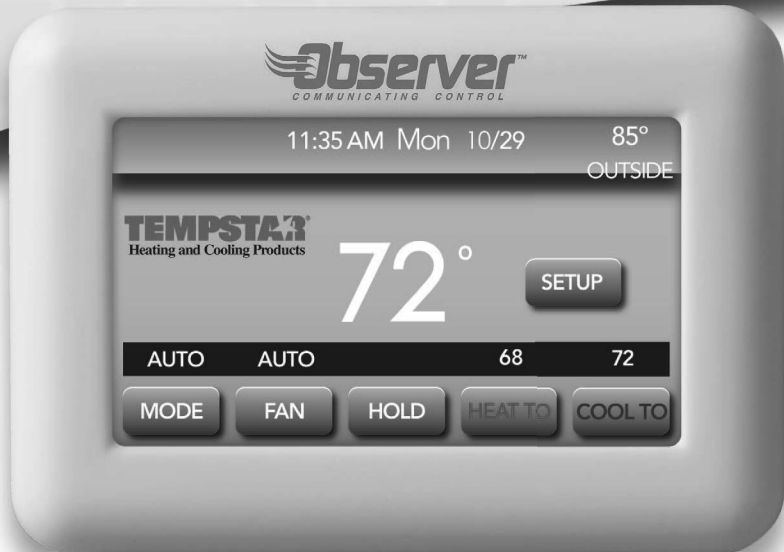 Observer™
COMMUNICATING CONTROL
11:35 AM Mon 10/29 85°
OUTSIDE
TEMPSTAR®
Heating and Cooling Products
72°
SETUP
AUTO AUTO 68 72
MODE FAN HOLD HEAT TO COOL TO